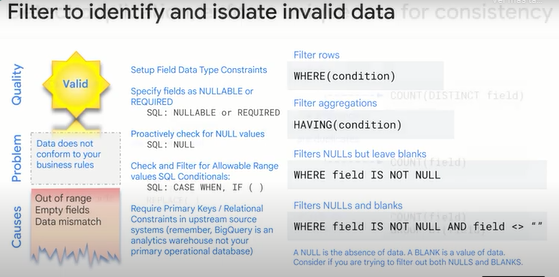 Filter to identify and isolate invalid data
for consistency
Quality
Valid
Problem
Data does not
conform to your
business rules
Causes
Out of range
Empty fields
Data mismatch
Setup Field Data Type Constraints
Specify fields as NULLABLE or
REQUIRED
SQL: NULLABLE or REQUIRED
Proactively check for NULL values
SQL: NULL
Check and Filter for Allowable Range
values SQL Conditionals:
SQL: CASE WHEN, IF ( )
Require Primary Keys / Relational
Constraints in upstream source
systems (remember, BigQuery is an
analytics warehouse not your
primary operational database)
Filter rows
WHERE(condition)
COUNT(DISTINCT field)
Filter aggregations
HAVING(condition)
Filters NULLs but leave blanks
WHERE field IS NOT NULL
Filters NULLs and blanks
WHERE field IS NOT NULL AND field <> “”
A NULL is the absence of data. A BLANK is a value of data.
Consider if you are trying to filter out both NULLS and BLANKS.